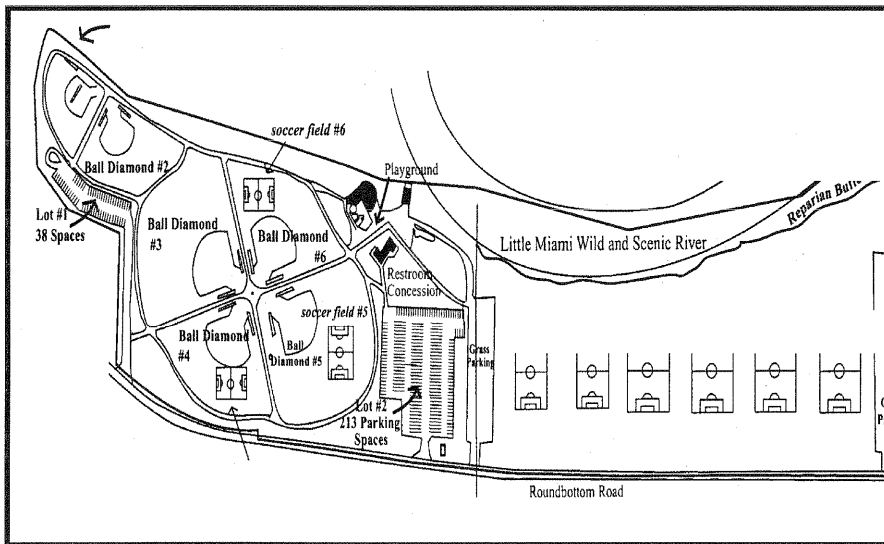 soccer field #6
Playground
Ball Diamond #2
Lot #1
38 Spaces
Ball Diamond
#3
Ball Diamond
#6
Reparian
Little Miami Wild and Scenic River
Restroom
Concession
soccer field #5
Ball Diamond
#4
Ball
Diamond #5
Grass
Parking
Lot #2
213 Parking
Spaces
Roundbottom Road